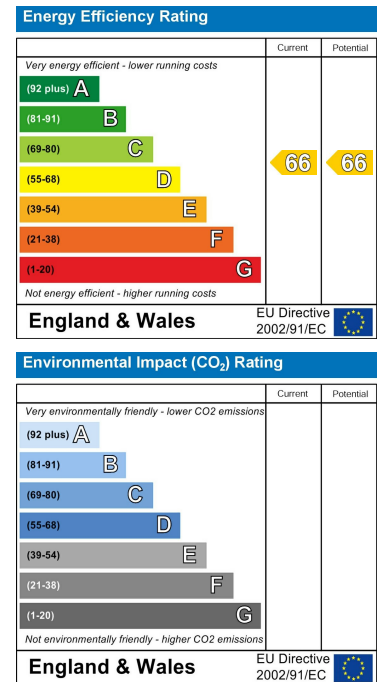 Energy Efficiency Rating
Current Potential
Very energy efficient - lower running costs
(92 plus) A
(81-91) B
(69-80) C
(55-68) D
(39-54) E
(21-38) F
(1-20) G
66 66
Not energy efficient - higher running costs
England & Wales
EU Directive
2002/91/EC
Environmental Impact (CO₂) Rating
Current Potential
Very environmentally friendly - lower CO2 emissions
(92 plus) A
(81-91) B
(69-80) C
(55-68) D
(39-54) E
(21-38) F
(1-20) G
Not environmentally friendly - higher CO2 emissions
England & Wales
EU Directive
2002/91/EC